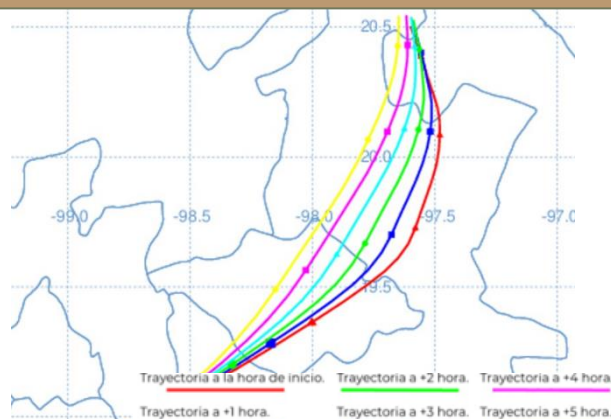 20.5
20.0
-99.0 -98.5 -98.0 -97.5 -97.0
19.5
Trayectoria a la hora de inicio. Trayectoria a +2 hora. Trayectoria a +4 hora.
Trayectoria a +1 hora. Trayectoria a +3 hora. Trayectoria a +5 hora.